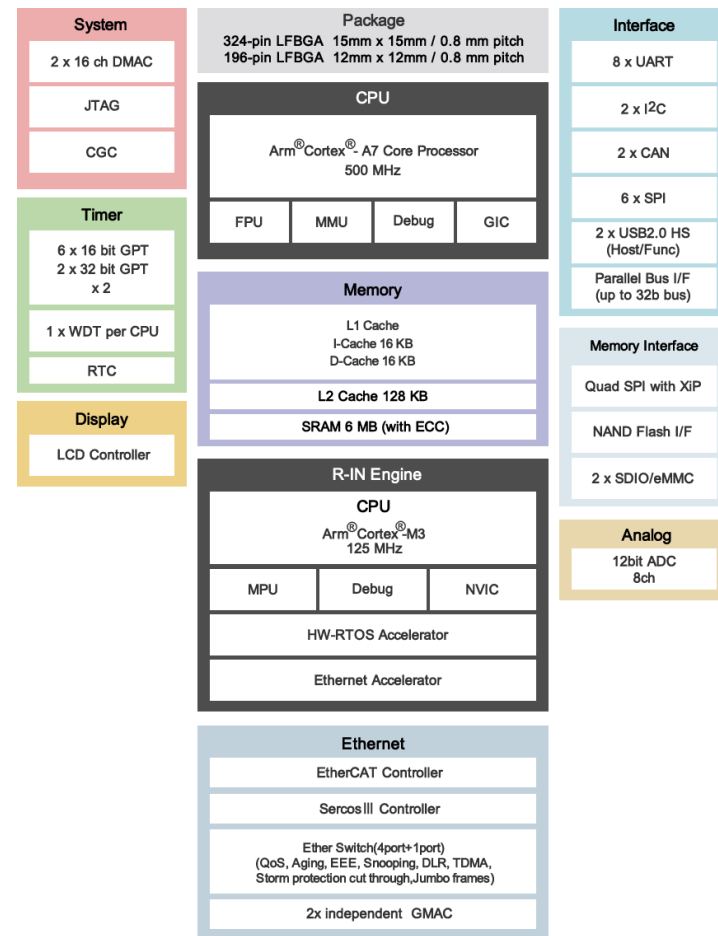 System
2 x 16 ch DMAC
JTAG
CGC
Timer
6 x 16 bit GPT
2 x 32 bit GPT
x 2
1 x WDT per CPU
RTC
Display
LCD Controller
Package
324-pin LFBGA 15mm x 15mm / 0.8 mm pitch
196-pin LFBGA 12mm x 12mm / 0.8 mm pitch
CPU
Arm®Cortex®- A7 Core Processor
500 MHz
FPU
MMU
Debug
GIC
Memory
L1 Cache
I-Cache 16 KB
D-Cache 16 KB
L2 Cache 128 KB
SRAM 6 MB (with ECC)
R-IN Engine
CPU
Arm®Cortex®-M3
125 MHz
MPU
Debug
NVIC
HW-RTOS Accelerator
Ethernet Accelerator
Ethernet
EtherCAT Controller
SercosⅢ Controller
Ether Switch(4port+1port)
(QoS, Aging, EEE, Snooping, DLR, TDMA,
Storm protection cut through,Jumbo frames)
2x independent GMAC
Interface
8 x UART
2 x I²C
2 x CAN
6 x SPI
2 x USB2.0 HS
(Host/Func)
Parallel Bus I/F
(up to 32b bus)
Memory Interface
Quad SPI with XiP
NAND Flash I/F
2 x SDIO/eMMC
Analog
12bit ADC
8ch